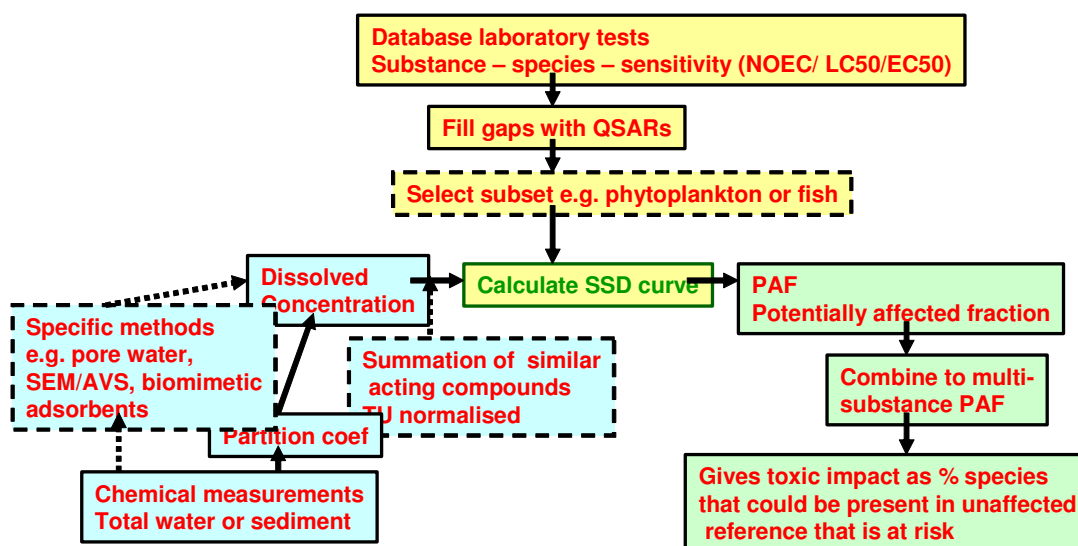 Database laboratory tests
Substance – species – sensitivity (NOEC/ LC50/EC50)
Fill gaps with QSARs
Select subset e.g. phytoplankton or fish
Dissolved
Concentration
Calculate SSD curve
PAF
Potentially affected fraction
Specific methods
e.g. pore water,
SEM/AVS, biomimetic
adsorbents
Summation of similar
acting compounds
TU normalised
Combine to multi-
substance PAF
Partition coef
Chemical measurements
Total water or sediment
Gives toxic impact as % species
that could be present in unaffected
reference that is at risk